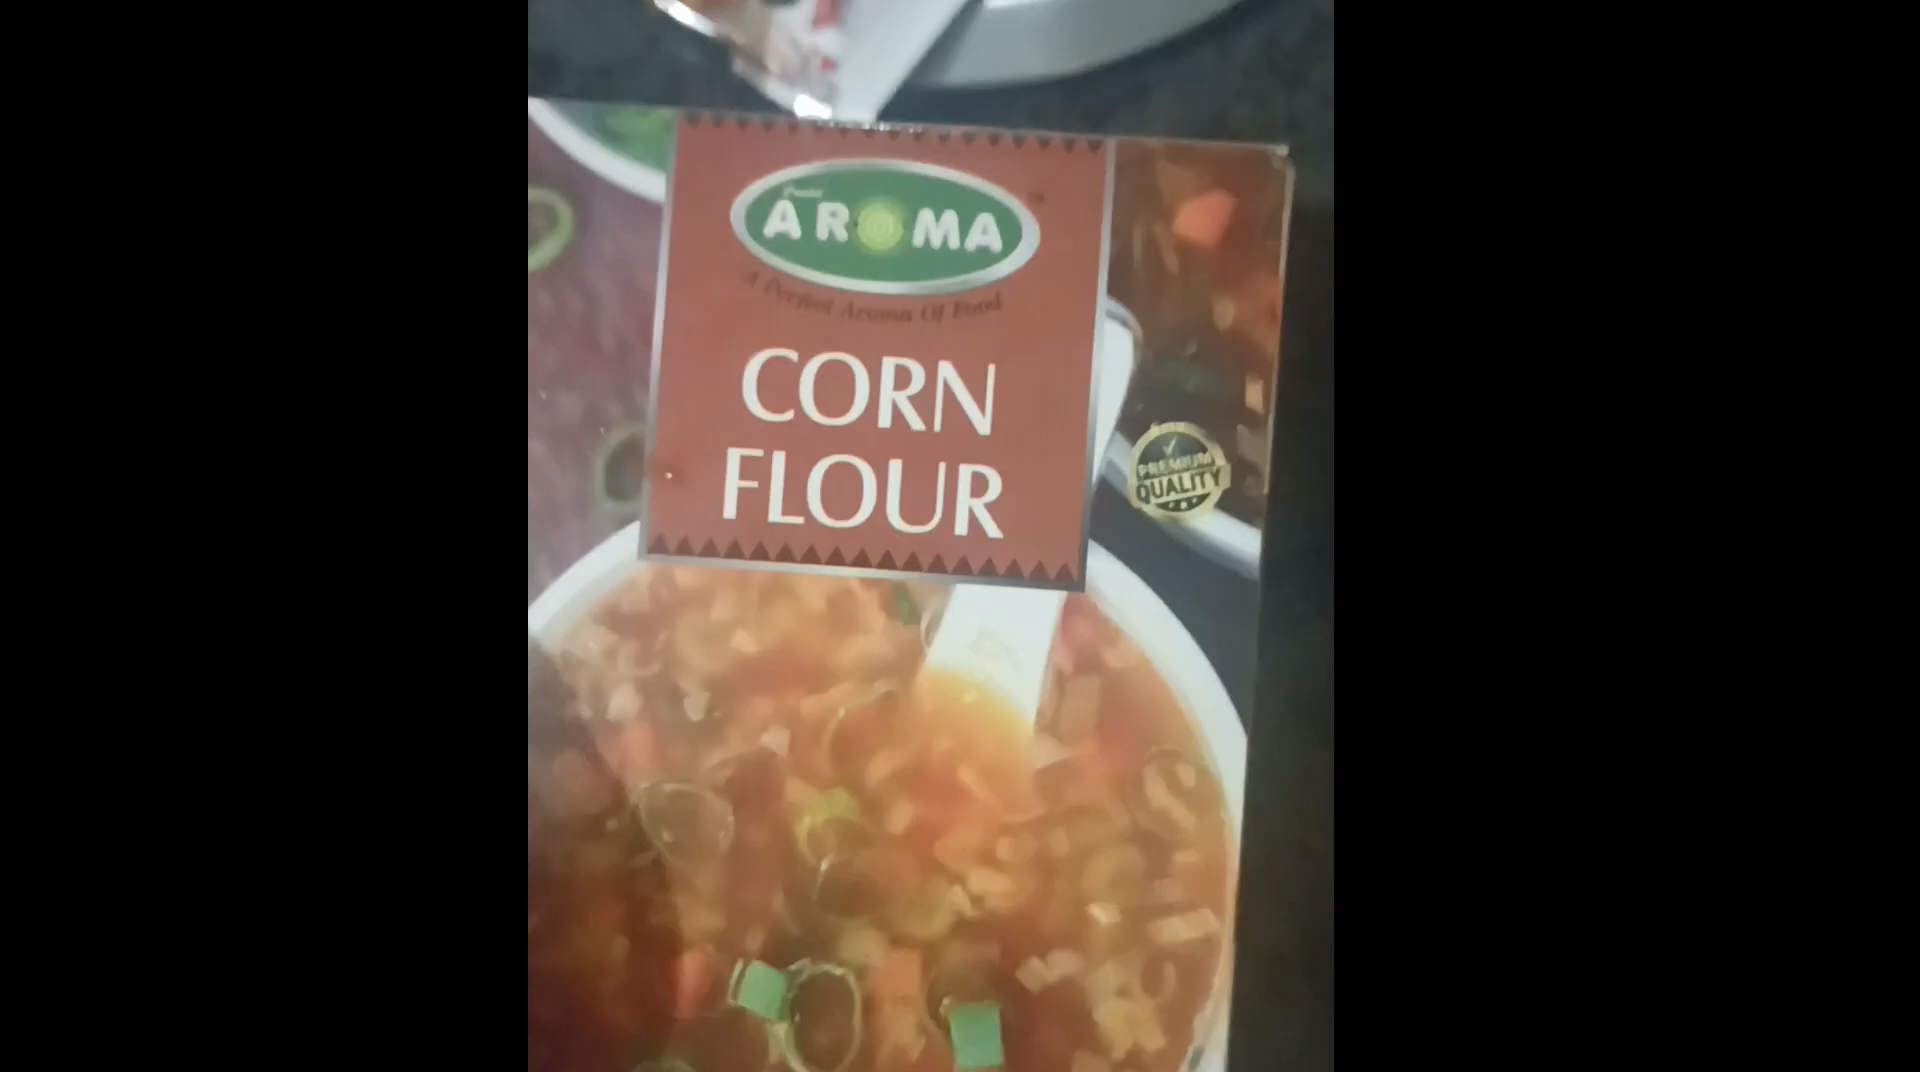 AROMA
A Perfect Aroma Of Food
CORN
FLOUR
PREMIUM
QUALITY